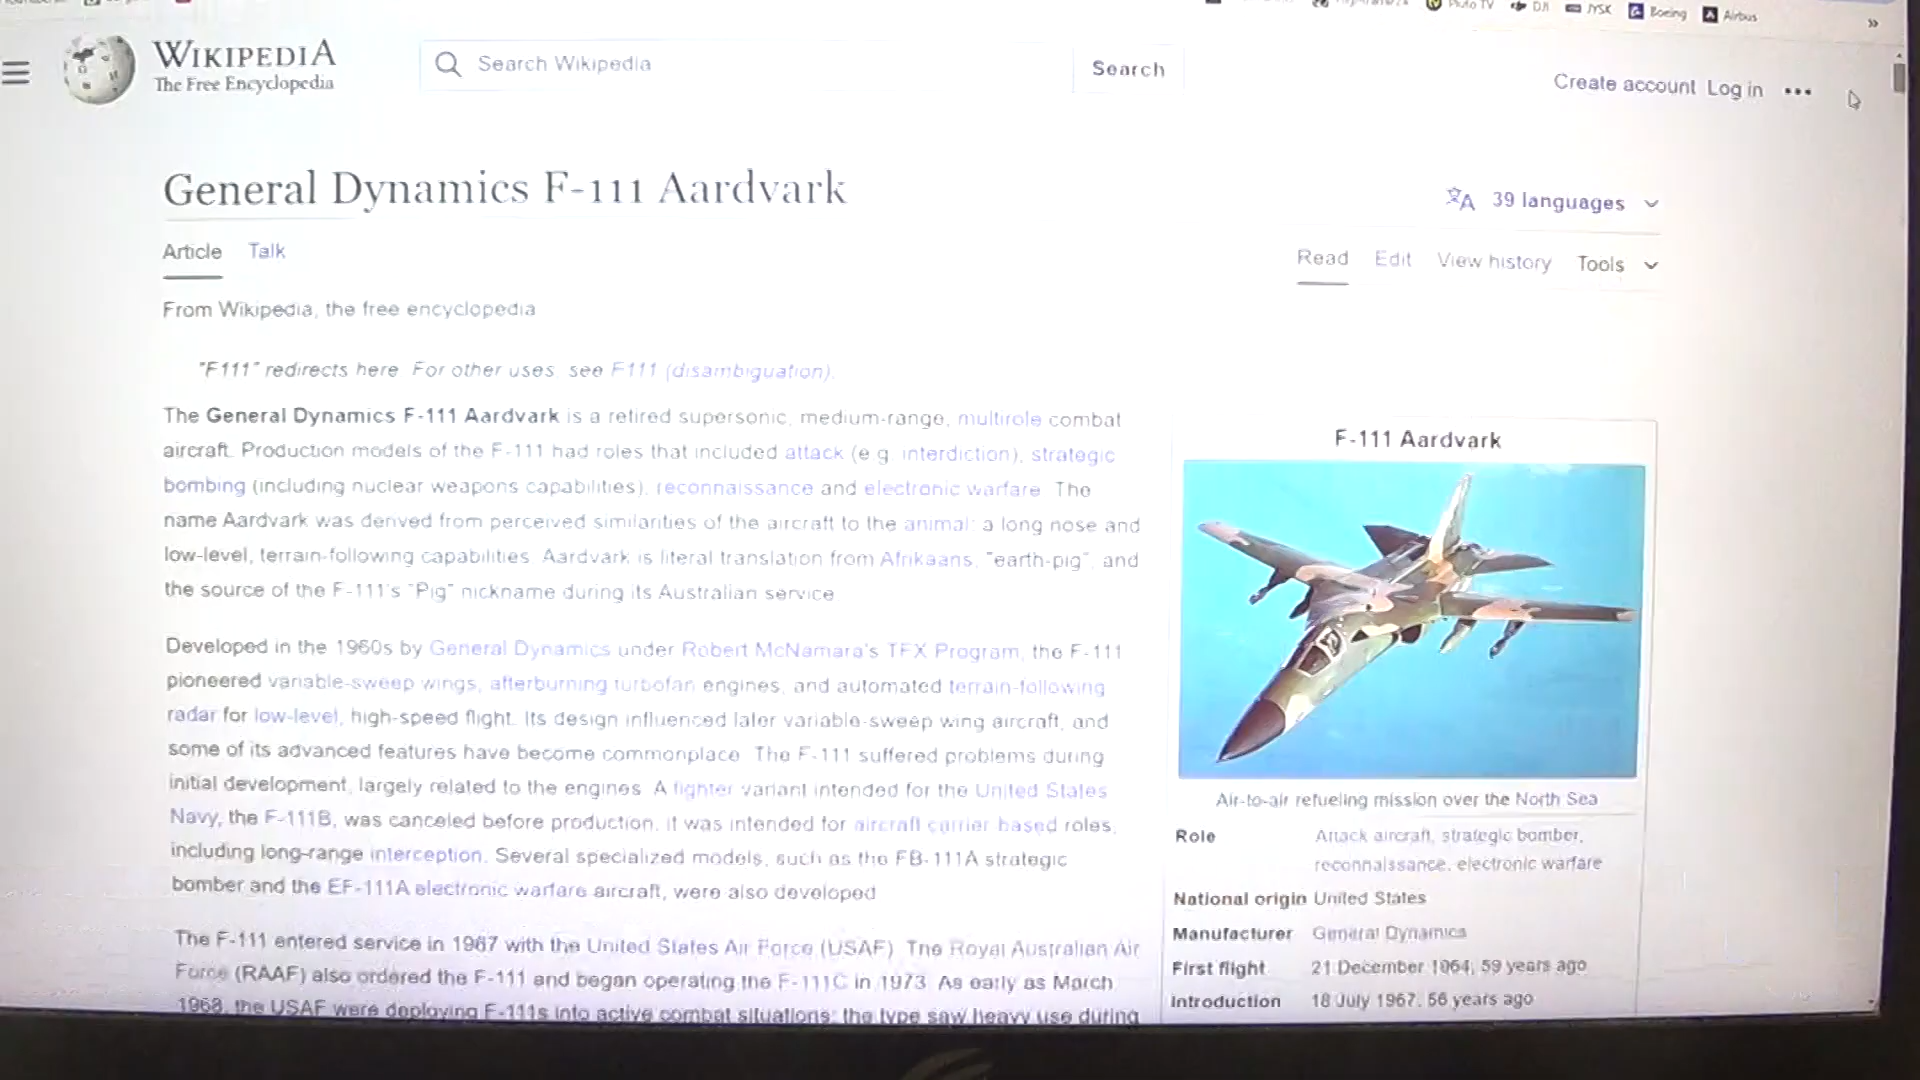 DJI
JYSK
Boeing
Airbus
»
WIKIPEDIA
The Free Encyclopedia
Search Wikipedia
Search
Create account Log in
General Dynamics F-111 Aardvark
39 languages
Article Talk
Read Edit View history Tools
From Wikipedia, the free encyclopedia
"F111" redirects here. For other uses, see F111 (disambiguation).
The General Dynamics F-111 Aardvark is a retired supersonic, medium-range, multirole combat
aircraft. Production models of the F-111 had roles that included attack (e.g. interdiction), strategic
bombing (including nuclear weapons capabilities), reconnaissance and electronic warfare. The
name Aardvark was derived from perceived similarities of the aircraft to the animal: a long nose and
low-level, terrain-following capabilities. Aardvark is literal translation from Afrikaans, "earth-pig", and
the source of the F-111's "Pig" nickname during its Australian service.
Developed in the 1960s by General Dynamics under Robert McNamara's TFX Program, the F-111
pioneered variable-sweep wings, afterburning turbofan engines, and automated terrain-following
radar for low-level, high-speed flight. Its design influenced later variable-sweep wing aircraft, and
some of its advanced features have become commonplace. The F-111 suffered problems during
initial development, largely related to the engines. A fighter variant intended for the United States
Navy, the F-111B, was canceled before production. It was intended for aircraft carrier based roles,
including long-range interception. Several specialized models, such as the FB-111A strategic
bomber and the EF-111A electronic warfare aircraft, were also developed.
The F-111 entered service in 1967 with the United States Air Force (USAF). The Royal Australian Air
Force (RAAF) also ordered the F-111 and began operating the F-111C in 1973. As early as March
1968, the USAF were deploying F-111s into active combat situations; the type saw heavy use during
F-111 Aardvark
Air-to-air refueling mission over the North Sea
Role Attack aircraft, strategic bomber,
reconnaissance, electronic warfare
National origin United States
Manufacturer General Dynamics
First flight 21 December 1964; 59 years ago
Introduction 18 July 1967; 56 years ago